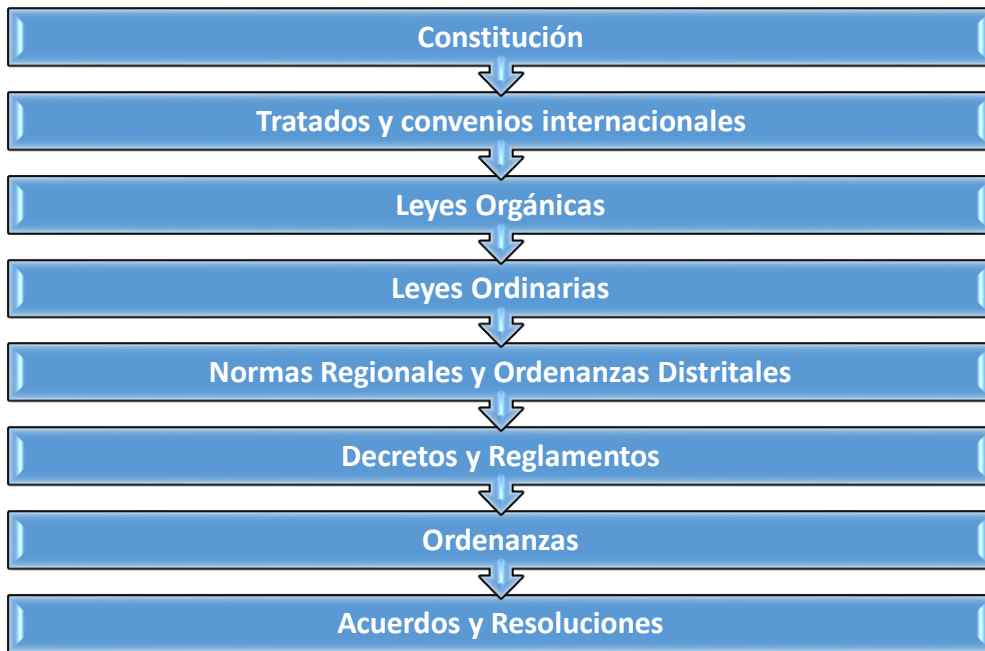 Constitución
Tratados y convenios internacionales
Leyes Orgánicas
Leyes Ordinarias
Normas Regionales y Ordenanzas Distritales
Decretos y Reglamentos
Ordenanzas
Acuerdos y Resoluciones